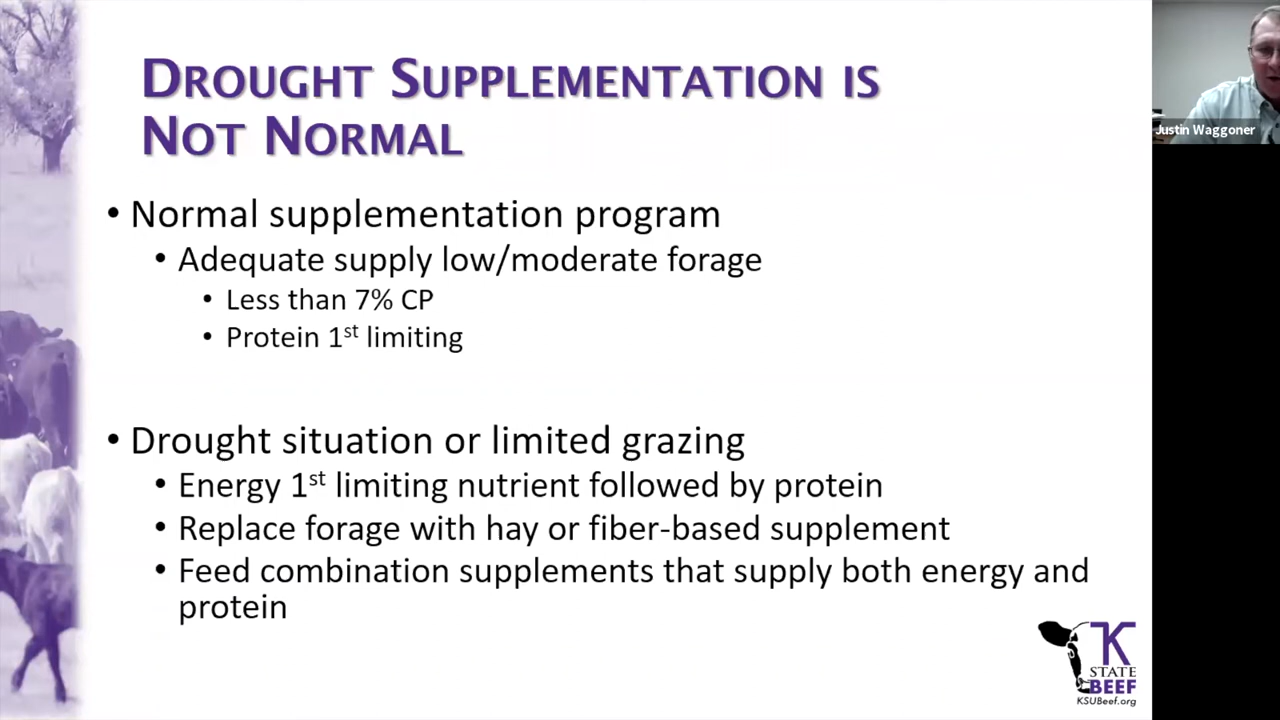 DROUGHT SUPPLEMENTATION IS
NOT NORMAL
Justin Waggoner
• Normal supplementation program
• Adequate supply low/moderate forage
• Less than 7% CP
• Protein 1st limiting
• Drought situation or limited grazing
• Energy 1st limiting nutrient followed by protein
• Replace forage with hay or fiber-based supplement
• Feed combination supplements that supply both energy and
protein
K
STATE
BEEF
KSUBeef.org